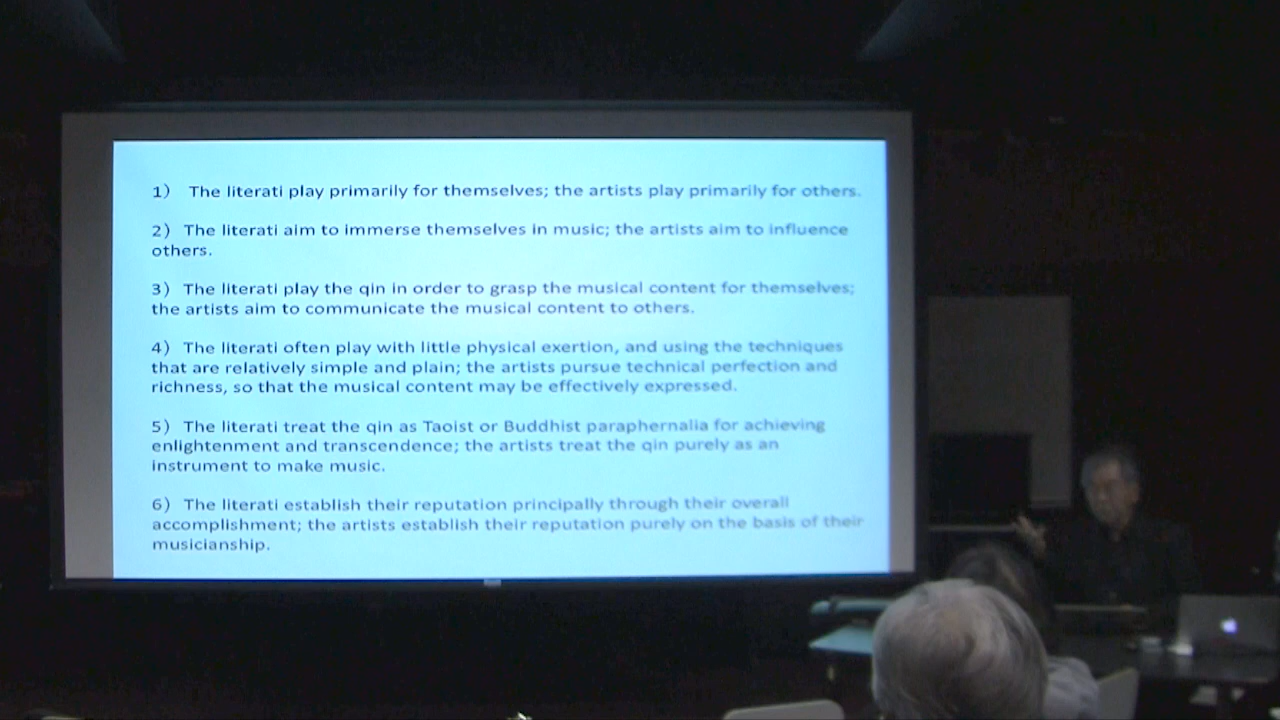 1) The literati play primarily for themselves; the artists play primarily for others.
2) The literati aim to immerse themselves in music; the artists aim to influence
others.
3) The literati play the qin in order to grasp the musical content for themselves;
the artists aim to communicate the musical content to others.
4) The literati often play with little physical exertion, and using the techniques
that are relatively simple and plain; the artists pursue technical perfection and
richness, so that the musical content may be effectively expressed.
5) The literati treat the qin as Taoist or Buddhist paraphernalia for achieving
enlightenment and transcendence; the artists treat the qin purely as an
instrument to make music.
6) The literati establish their reputation principally through their overall
accomplishment; the artists establish their reputation purely on the basis of their
musicianship.